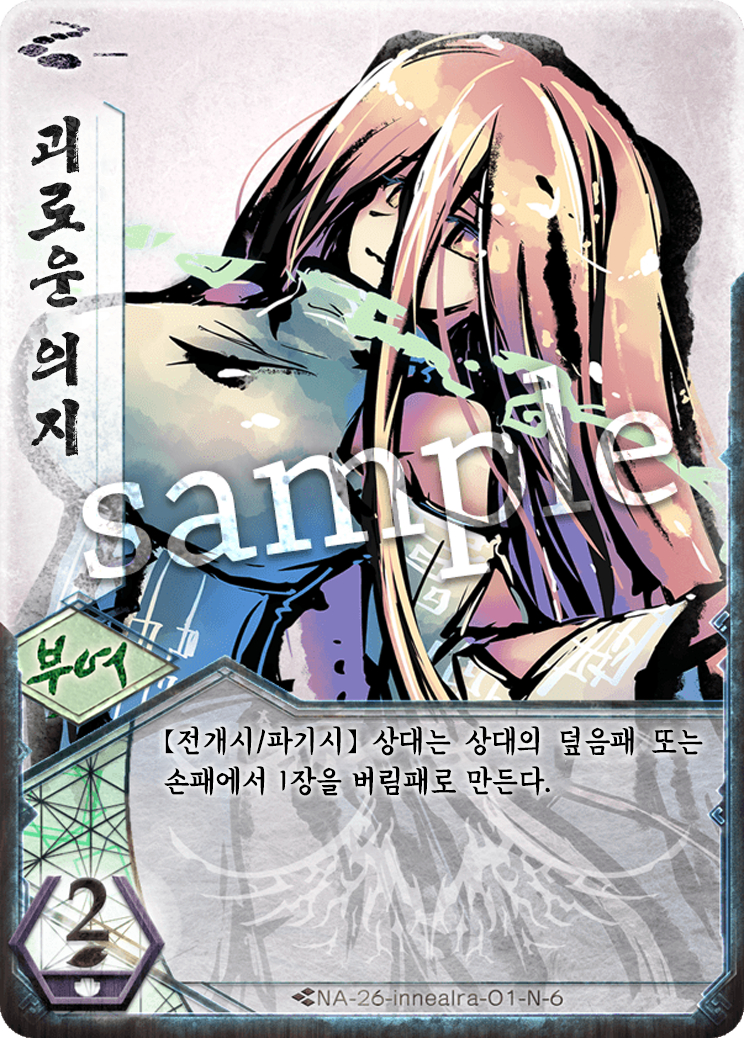 괴로운 의지
sample
부여
【전개시/파기시】 상대는 상대의 덮음패 또는
손패에서 1장을 버림패로 만든다.
2
NA-26-innealra-O1-N-6